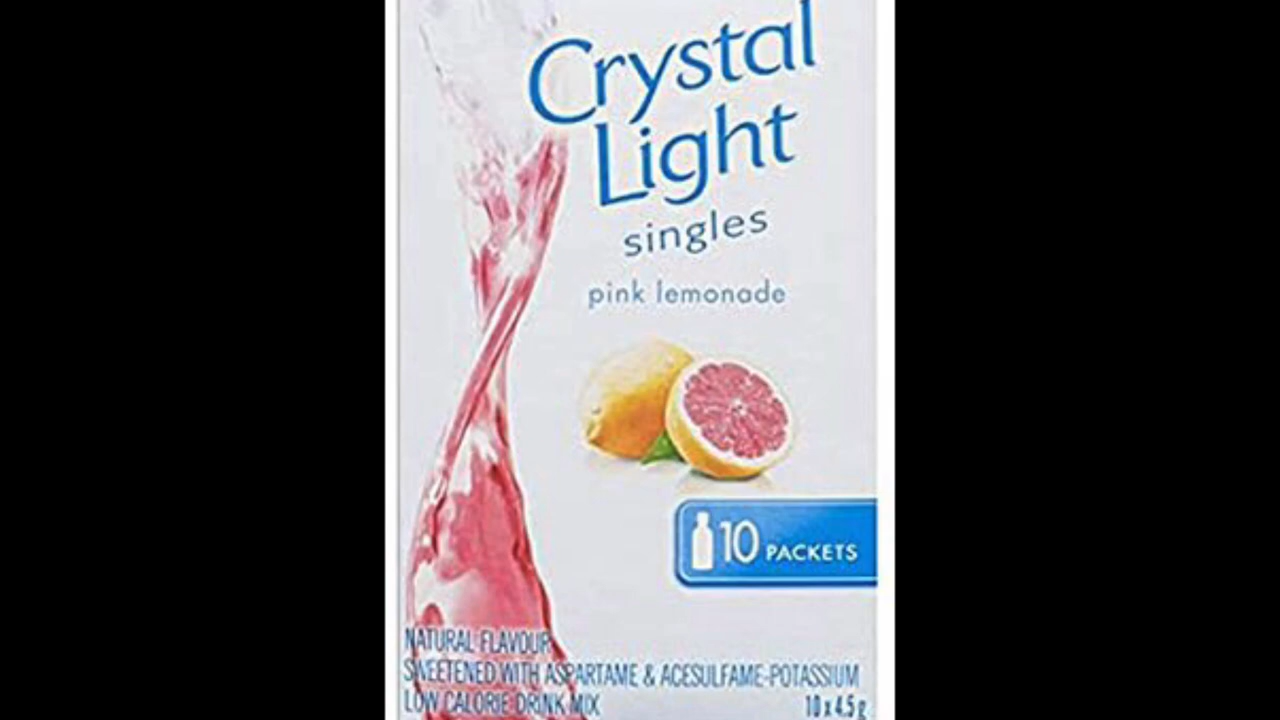 Crystal
Light
singles
pink lemonade
10 PACKETS
NATURAL FLAVOUR
SWEETENED WITH ASPARTAME & ACESULFAME-POTASSIUM
LOW CALORIE DRINK MIX
10 x 4.5 g